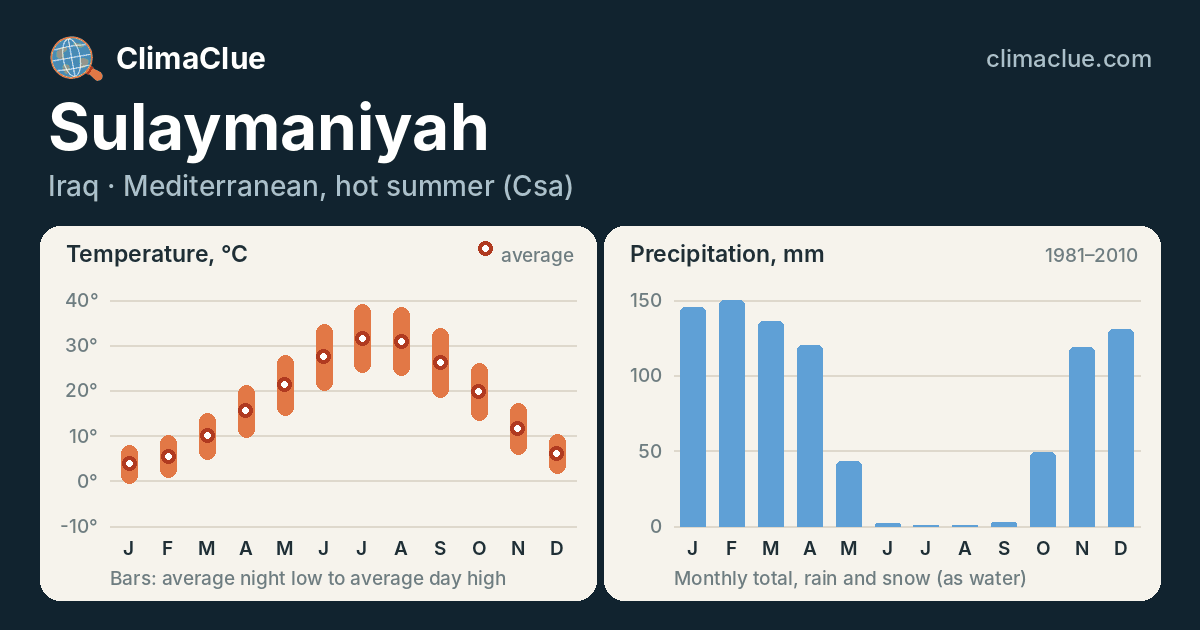 ClimaClue
climaclue.com
Sulaymaniyah
Iraq · Mediterranean, hot summer (Csa)
Temperature, °C
average
40°
30°
20°
10°
0°
-10°
J F M A M J J A S O N D
Bars: average night low to average day high
Precipitation, mm
1981–2010
150
100
50
0
J F M A M J J A S O N D
Monthly total, rain and snow (as water)